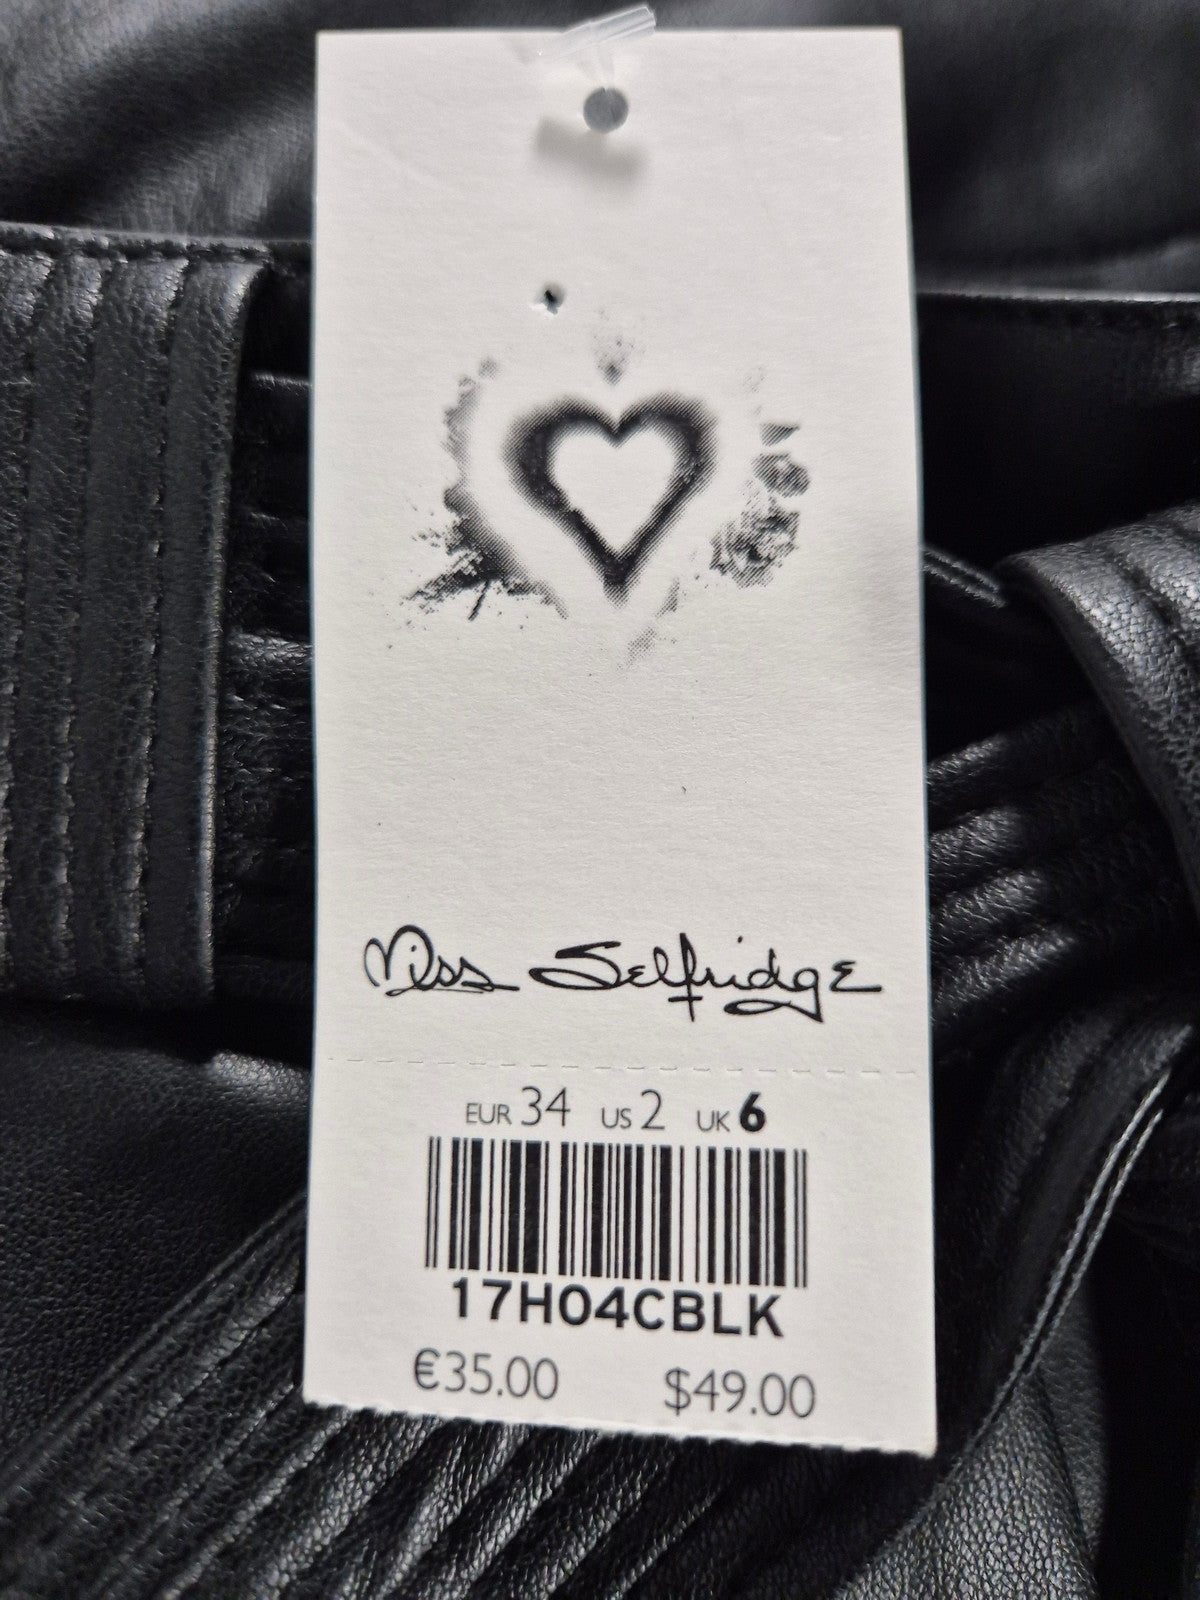 Miss Selfridge
EUR 34 US 2 UK 6
17H04CBLK
€35.00 $49.00